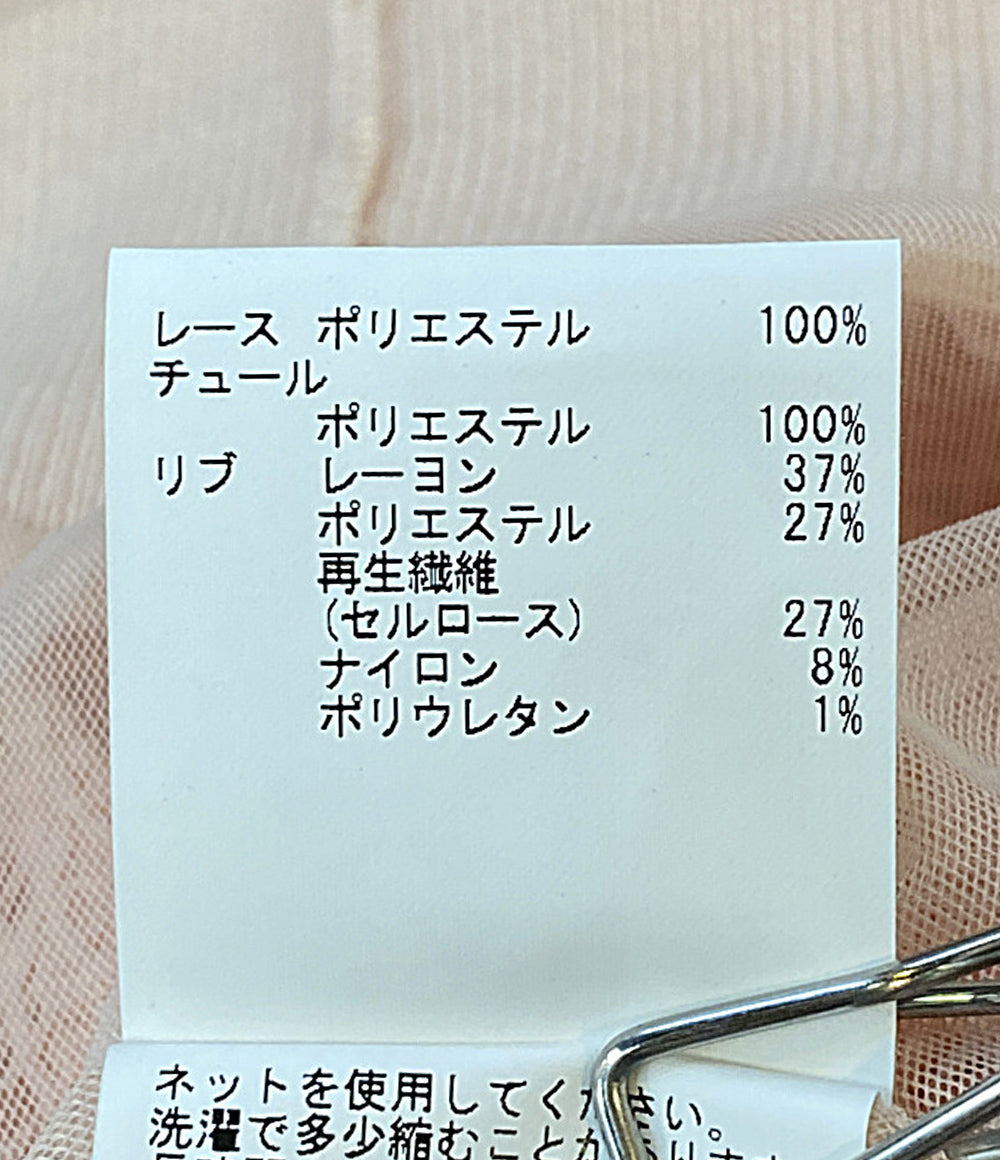 レース ポリエステル 100%
チュール
ポリエステル 100%
リブ レーヨン 37%
ポリエステル 27%
再生繊維
(セルロース) 27%
ナイロン 8%
ポリウレタン 1%
ネットを使用してください。
洗濯で多少縮むことがあります